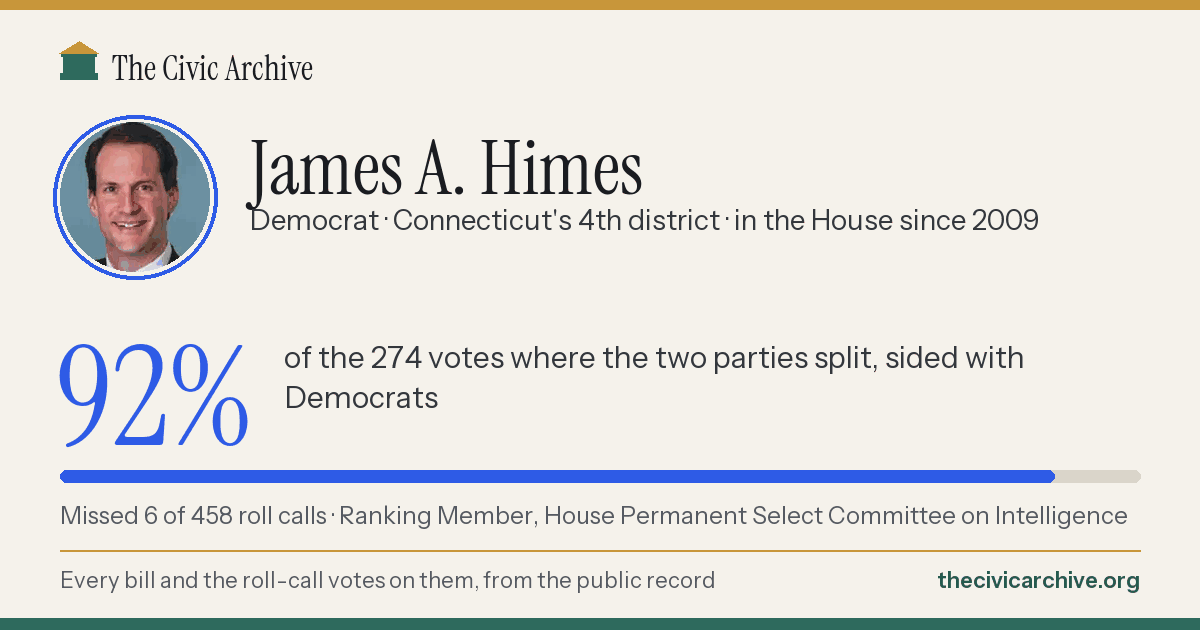 The Civic Archive
James A. Himes
Democrat · Connecticut's 4th district · in the House since 2009
92%
of the 274 votes where the two parties split, sided with
Democrats
Missed 6 of 458 roll calls · Ranking Member, House Permanent Select Committee on Intelligence
Every bill and the roll-call votes on them, from the public record
thecivicarchive.org